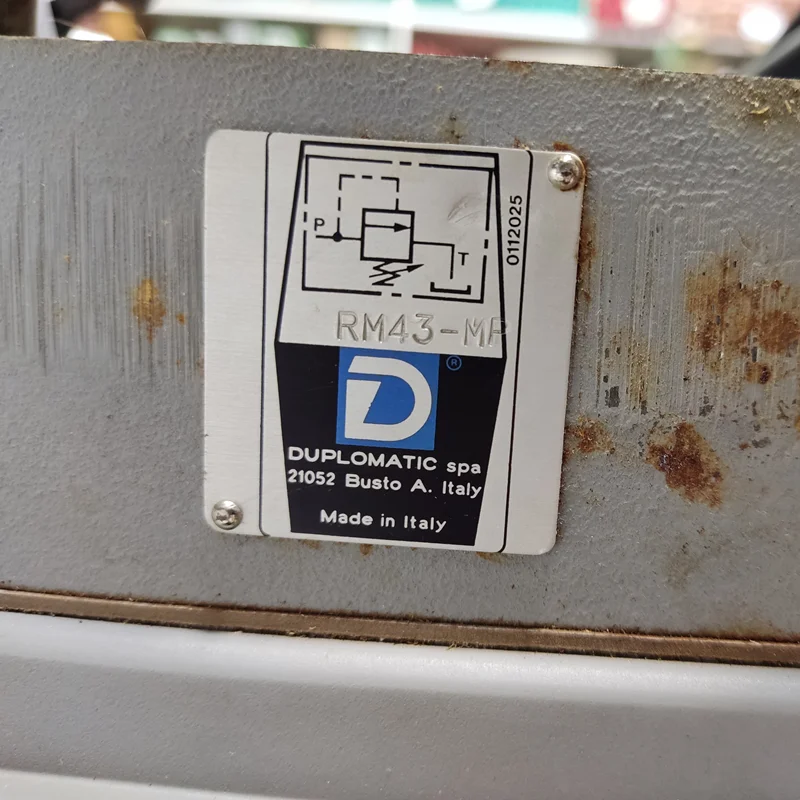 P
T
0112025
RM43-MP
D®
DUPLOMATIC spa
21052 Busto A. Italy
Made in Italy